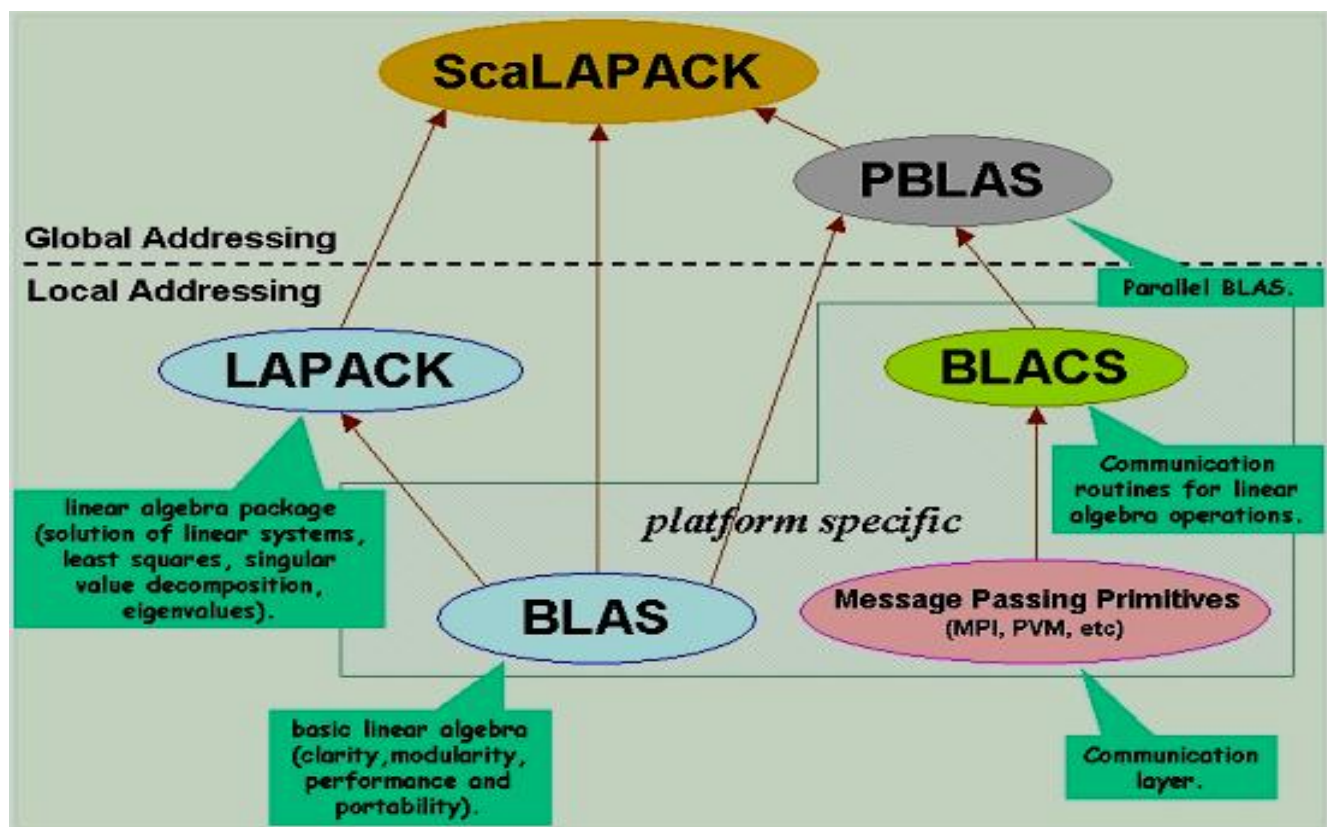 ScaLAPACK
PBLAS
Global Addressing
Local Addressing
Parallel BLAS.
LAPACK
BLACS
linear algebra package
(solution of linear systems,
least squares, singular
value decomposition,
eigenvalues).
Communication
routines for linear
algebra operations.
platform specific
BLAS
Message Passing Primitives
(MPI, PVM, etc)
basic linear algebra
(clarity,modularity,
performance and
portability).
Communication
layer.